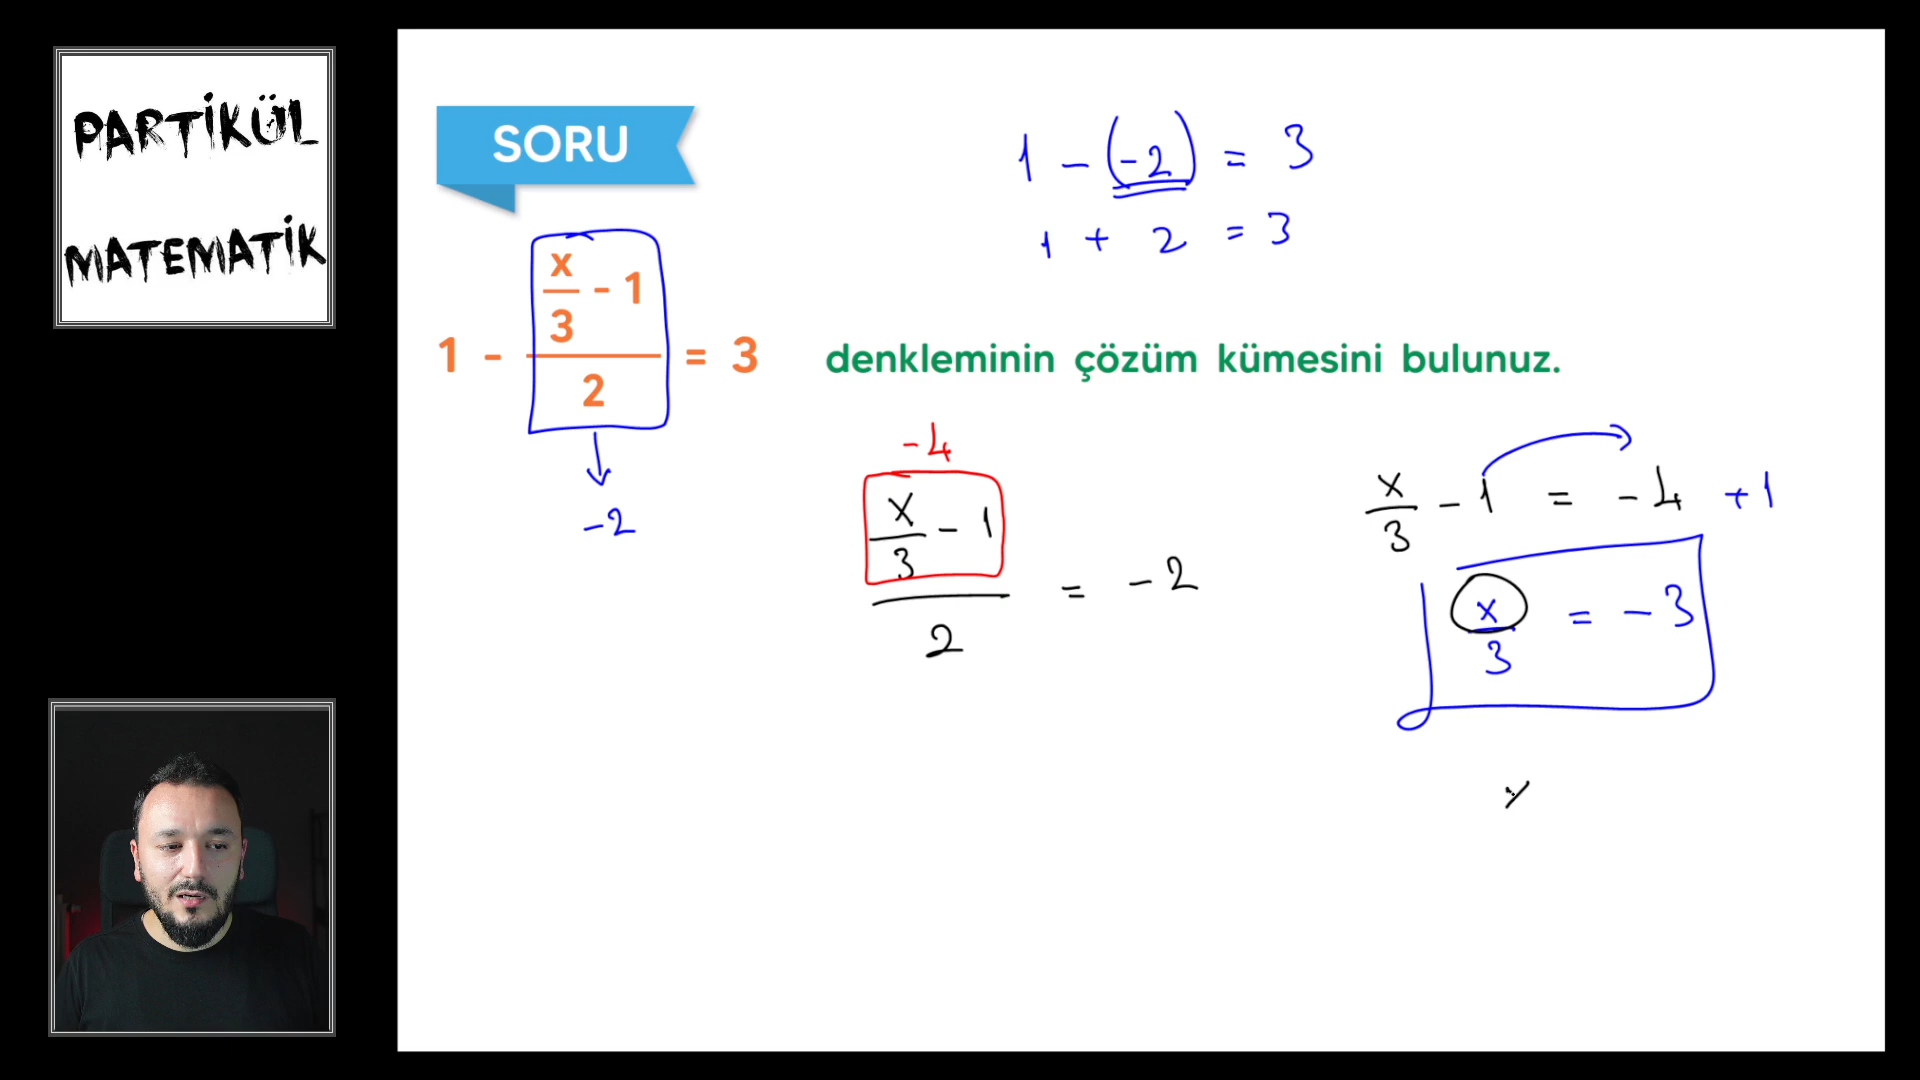 PARTİKÜL
MATEMATİK
SORU
1 - (-2) = 3
1 + 2 = 3
x
3
- 1
1 -
2
= 3
denkleminin çözüm kümesini bulunuz.
-2
-4
x
3
- 1
2
= -2
x
3
- 1 = -4 +1
x
3
= -3